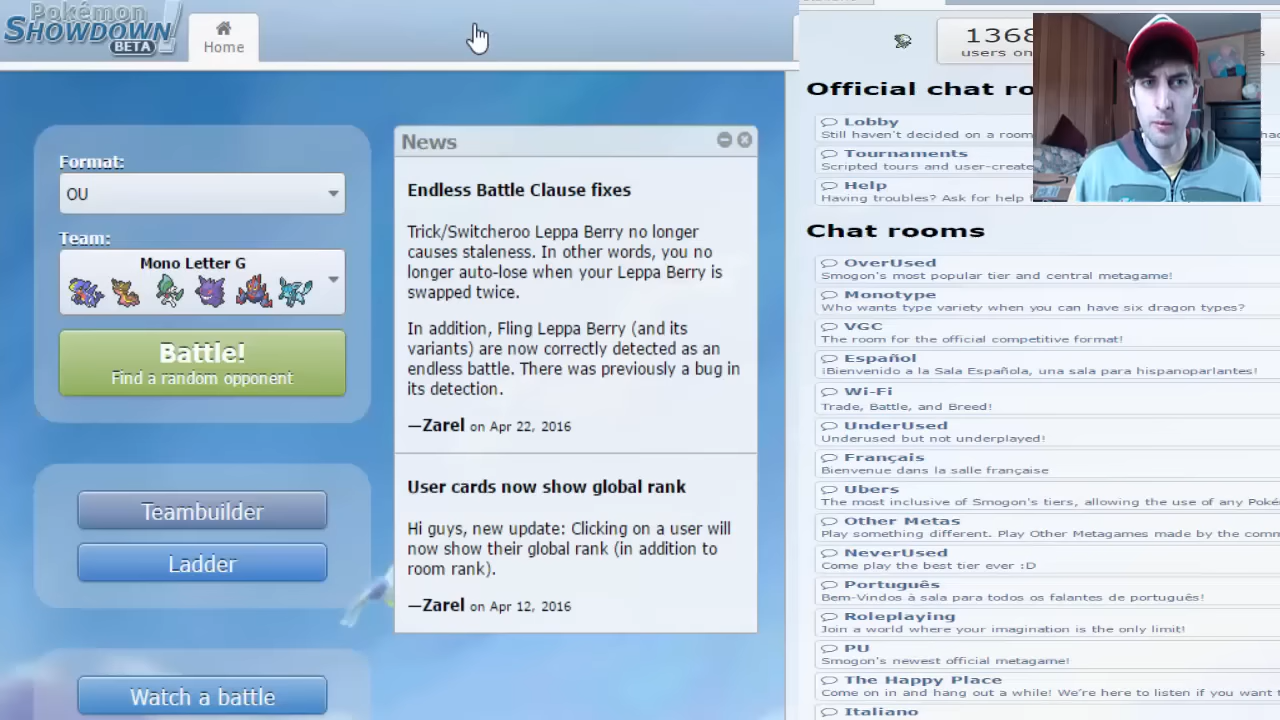 Pokémon
SHOWDOWN!
BETA
Home
Format:
OU
Team:
Mono Letter G
Battle!
Find a random opponent
Teambuilder
Ladder
Watch a battle
News
Endless Battle Clause fixes
Trick/Switcheroo Leppa Berry no longer
causes staleness. In other words, you no
longer auto-lose when your Leppa Berry is
swapped twice.
In addition, Fling Leppa Berry (and its
variants) are now correctly detected as an
endless battle. There was previously a bug in
its detection.
—Zarel on Apr 22, 2016
User cards now show global rank
Hi guys, new update: Clicking on a user will
now show their global rank (in addition to
room rank).
—Zarel on Apr 12, 2016
1368
users on
Official chat ro
Lobby
Still haven't decided on a room
Tournaments
Scripted tours and user-create
Help
Having troubles? Ask for help
Chat rooms
OverUsed
Smogon's most popular tier and central metagame!
Monotype
Who wants type variety when you can have six dragon types?
VGC
The room for the official competitive format!
Español
¡Bienvenido a la Sala Española, una sala para hispanoparlantes!
Wi-Fi
Trade, Battle, and Breed!
UnderUsed
Underused but not underplayed!
Français
Bienvenue dans la salle française
Ubers
The most inclusive of Smogon's tiers, allowing the use of any Poké
Other Metas
Play something different. Play Other Metagames made by the comm
NeverUsed
Come play the best tier ever :D
Português
Bem-Vindos à sala para todos os falantes de português!
Roleplaying
Join a world where your imagination is the only limit!
PU
Smogon's newest official metagame!
The Happy Place
Come on in and hang out a while! We're here to listen if you want t
Italiano